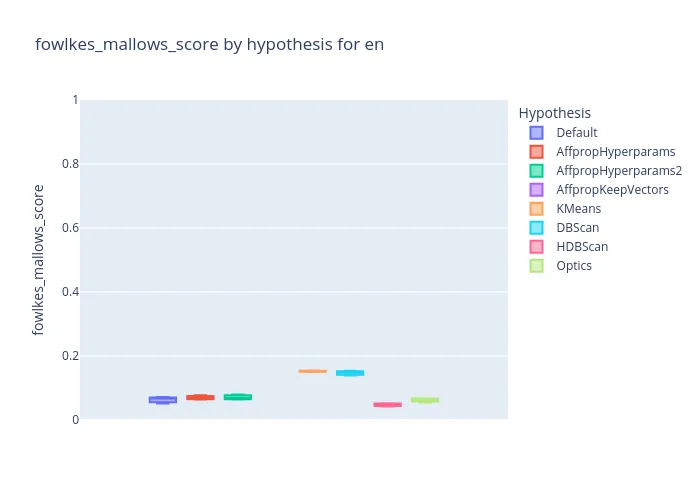 fowlkes_mallows_score by hypothesis for en
fowlkes_mallows_score
1
0.8
0.6
0.4
0.2
0
Hypothesis
Default
AffpropHyperparams
AffpropHyperparams2
AffpropKeepVectors
KMeans
DBScan
HDBScan
Optics